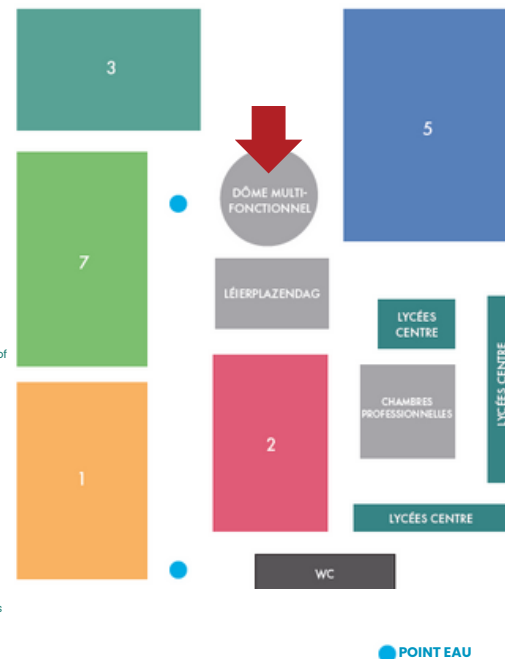 3
5
DÔME MULTI-
FONCTIONNEL
7
LÉIERPLAZENDAG
LYCÉES
CENTRE
of
LYCÉES CENTRE
CHAMBRES
PROFESSIONNELLES
2
1
LYCÉES CENTRE
WC
s
POINT EAU